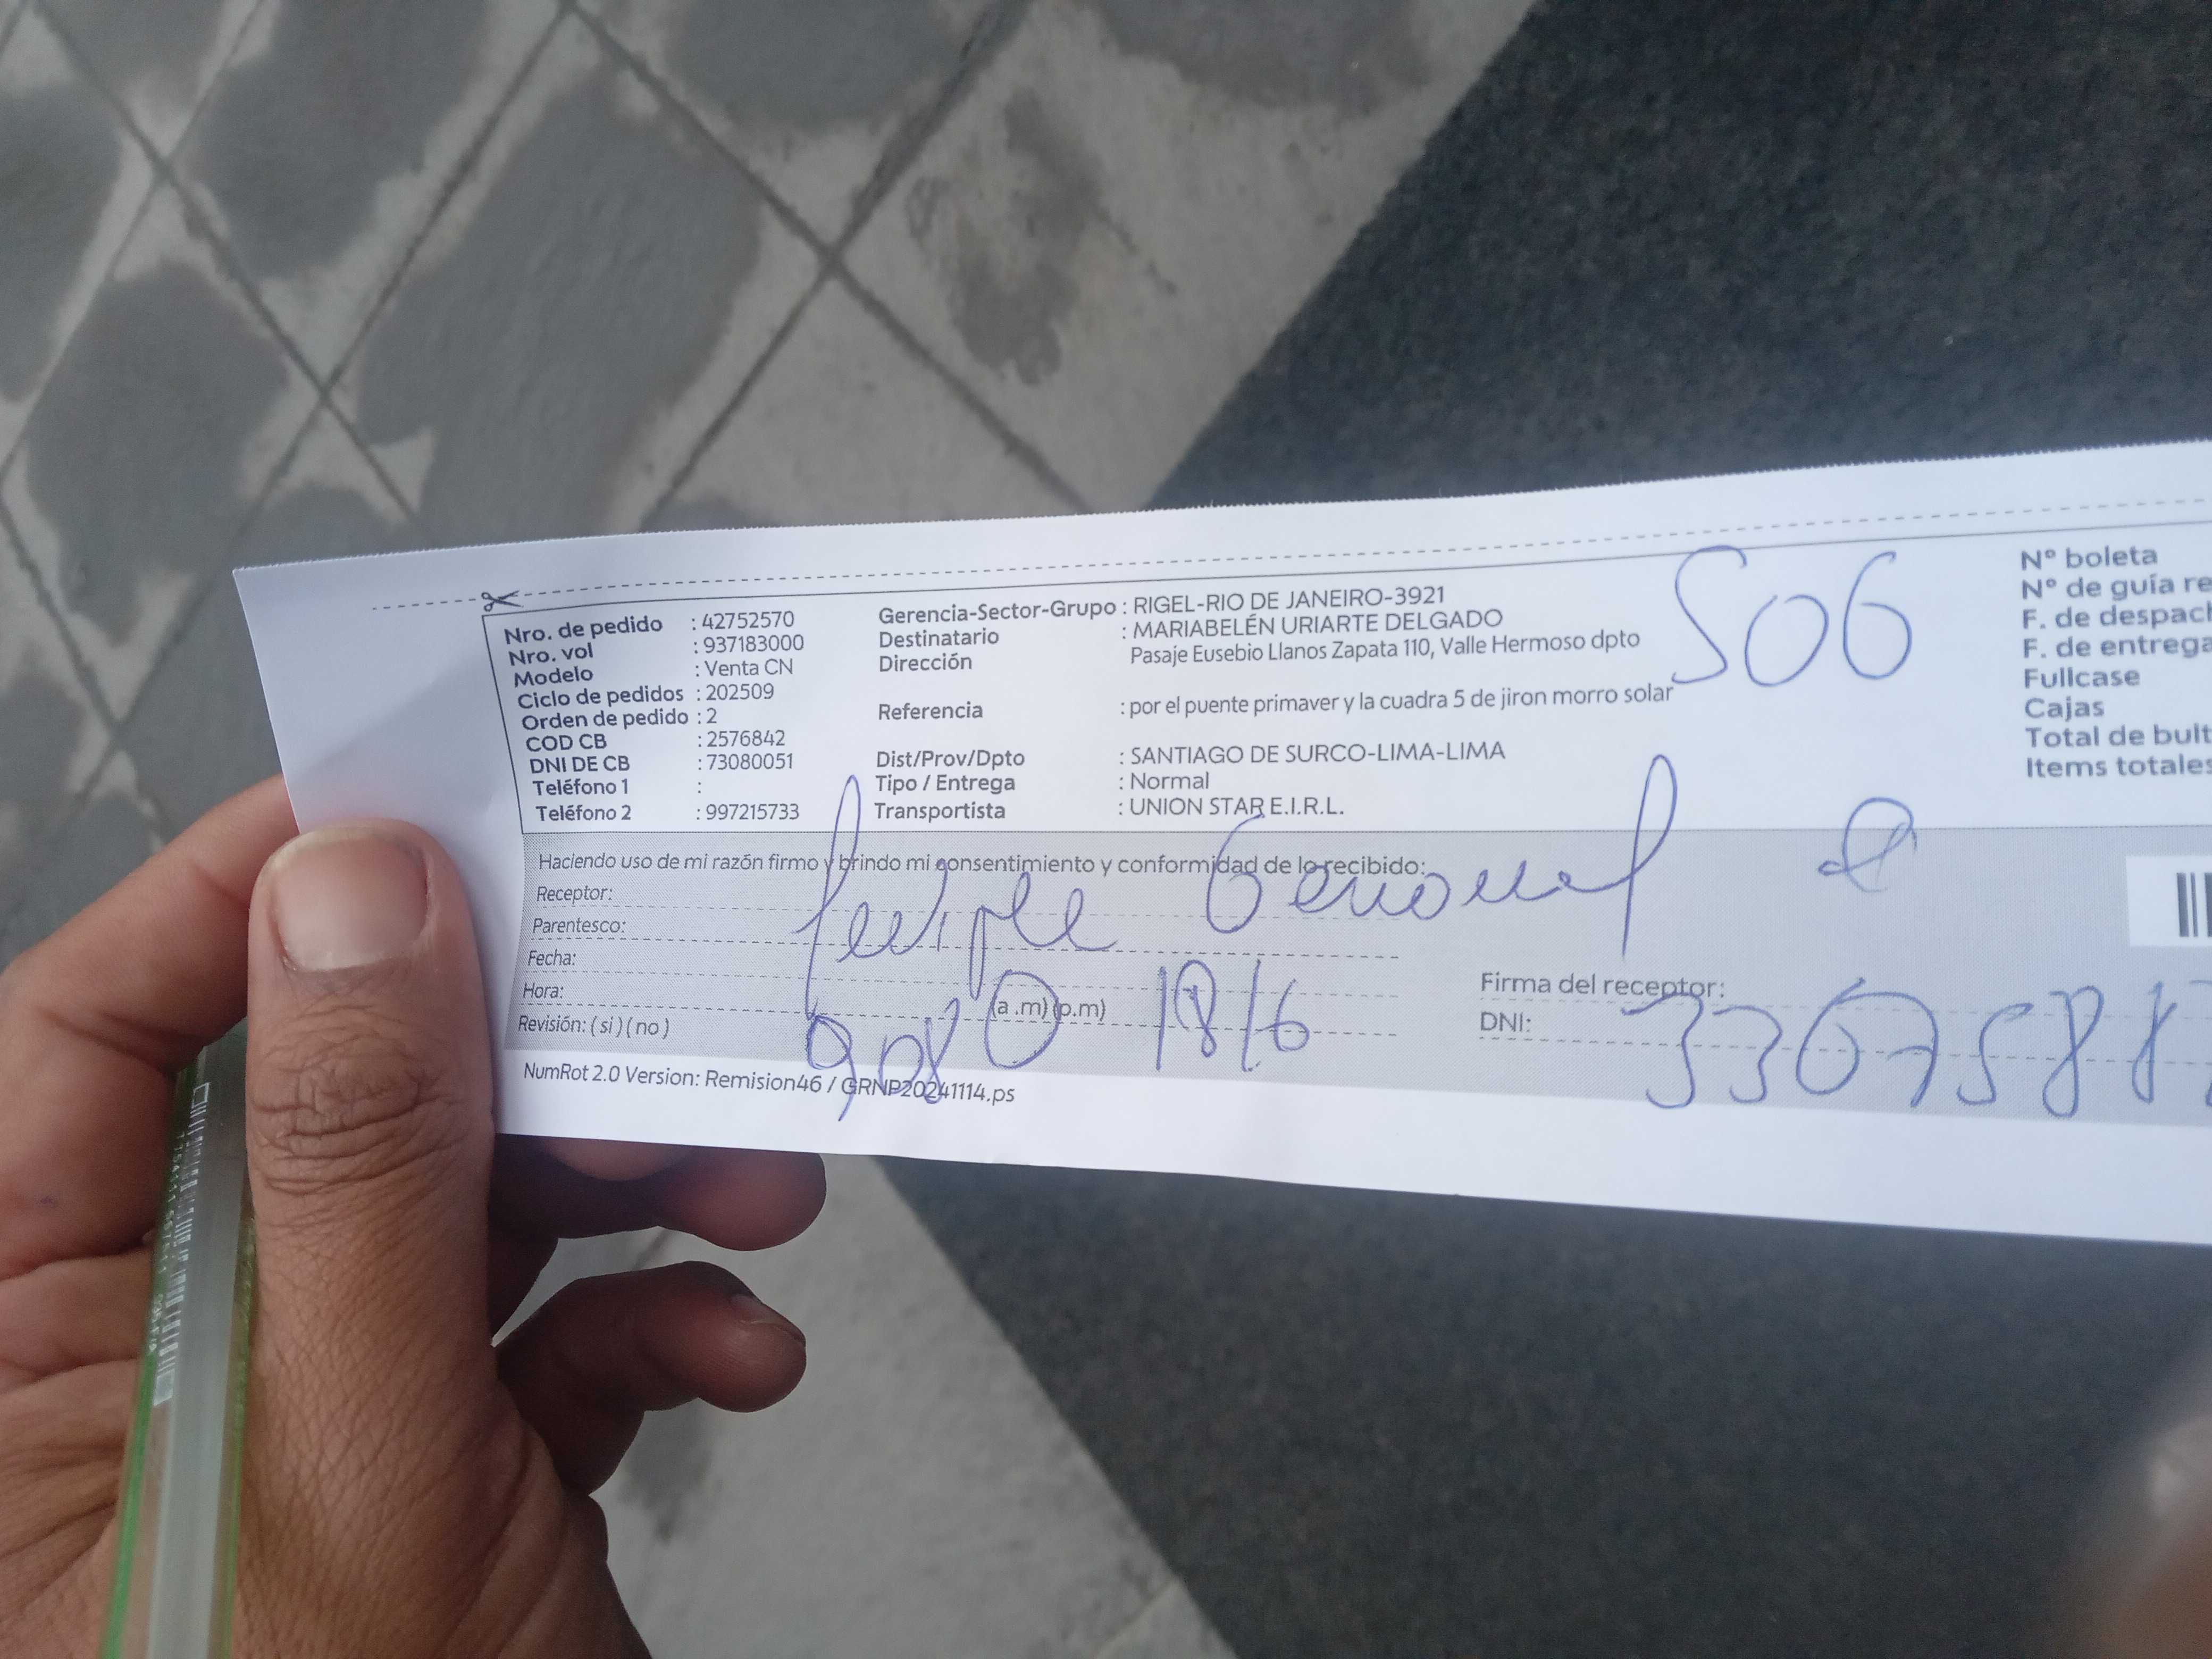 Nro. de pedido : 42752570
Nro. vol : 937183000
Modelo : Venta CN
Ciclo de pedidos : 202509
Orden de pedido : 2
COD CB : 2576842
DNI DE CB : 73080051
Teléfono 1 :
Teléfono 2 : 997215733
Gerencia-Sector-Grupo : RIGEL-RIO DE JANEIRO-3921
Destinatario : MARIABELÉN URIARTE DELGADO
Dirección Pasaje Eusebio Llanos Zapata 110, Valle Hermoso dpto
506
Referencia : por el puente primaver y la cuadra 5 de jiron morro solar
Dist/Prov/Dpto : SANTIAGO DE SURCO-LIMA-LIMA
Tipo / Entrega : Normal
Transportista : UNION STAR E.I.R.L.
N° boleta
N° de guía re
F. de despach
F. de entrega
Fullcase
Cajas
Total de bult
Items totales
Haciendo uso de mi razón firmo y brindo mi consentimiento y conformidad de lo recibido:
Receptor:
Parentesco:
Fecha:
Hora: (a .m) (p.m)
18/6
Revisión: ( si ) ( no )
Firma del receptor:
DNI: 3367588
NumRot 2.0 Version: Remision46 / GRNP20241114.ps